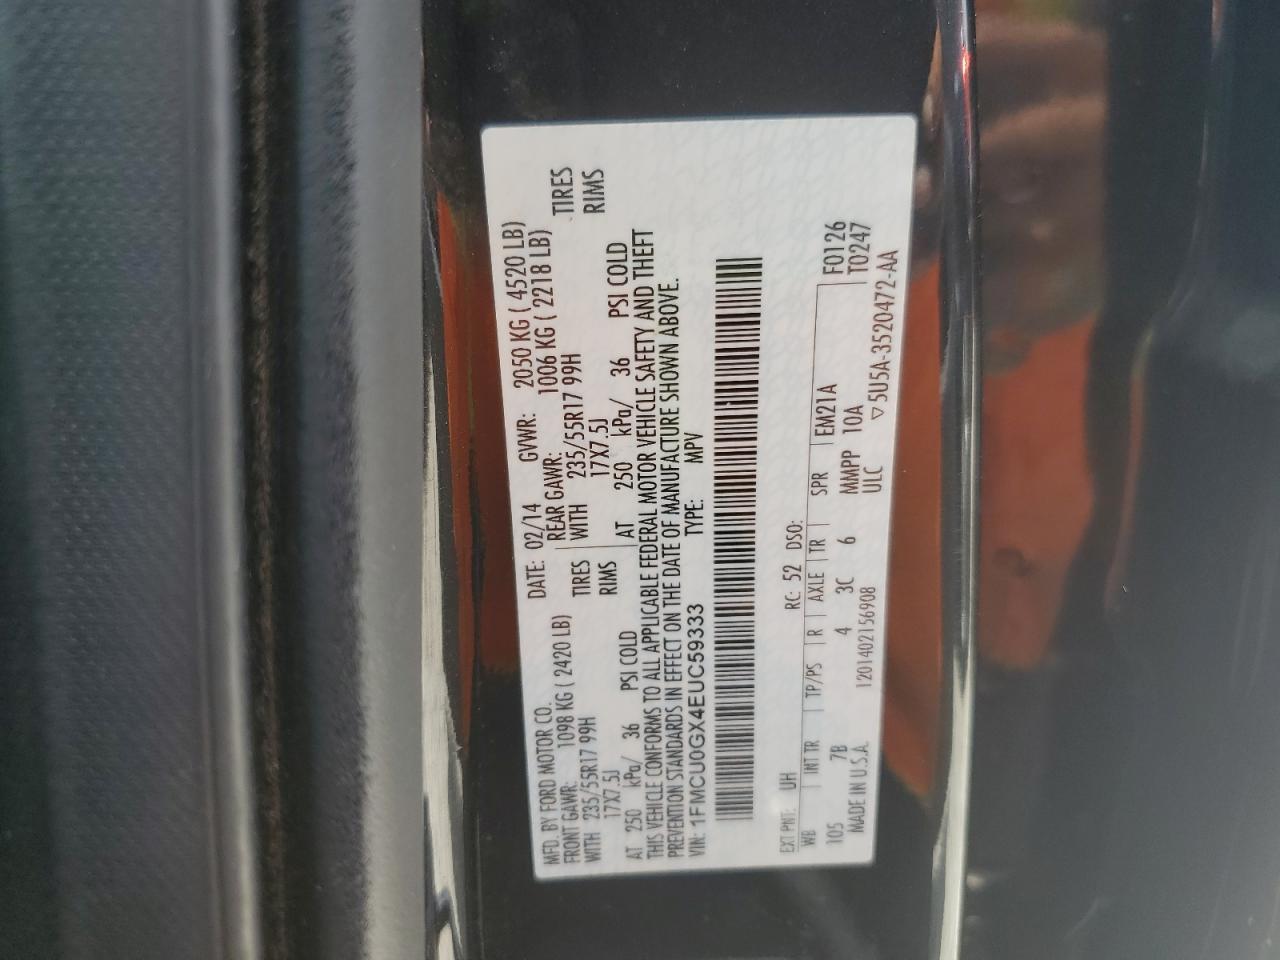 MFD. BY FORD MOTOR CO. DATE: 02/14 GVWR: 2050 KG ( 4520 LB)
FRONT GAWR: 1098 KG ( 2420 LB) REAR GAWR: 1006 KG ( 2218 LB)
WITH 235/55R17 99H TIRES WITH 235/55R17 99H TIRES
17X7.5J RIMS 17X7.5J RIMS
AT 250 kPa/ 36 PSI COLD AT 250 kPa/ 36 PSI COLD
THIS VEHICLE CONFORMS TO ALL APPLICABLE FEDERAL MOTOR VEHICLE SAFETY AND THEFT
PREVENTION STANDARDS IN EFFECT ON THE DATE OF MANUFACTURE SHOWN ABOVE.
VIN: 1FMCU0GX4EUC59333 TYPE: MPV
EXT PNT: UH RC: 52 DSO:
WB INT TR TP/PS R AXLE TR SPR EM21A F0126
105 7B 4 3C 6 MMPP 10A T0247
MADE IN U.S.A. 1201402156908 ULC ▽5U5A-3520472-AA